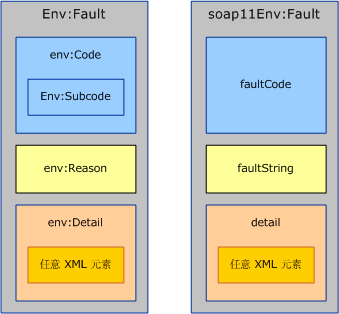 Env:Fault
env:Code
Env:Subcode
env:Reason
env:Detail
任意 XML 元素
soap11Env:Fault
faultCode
faultString
detail
任意 XML 元素